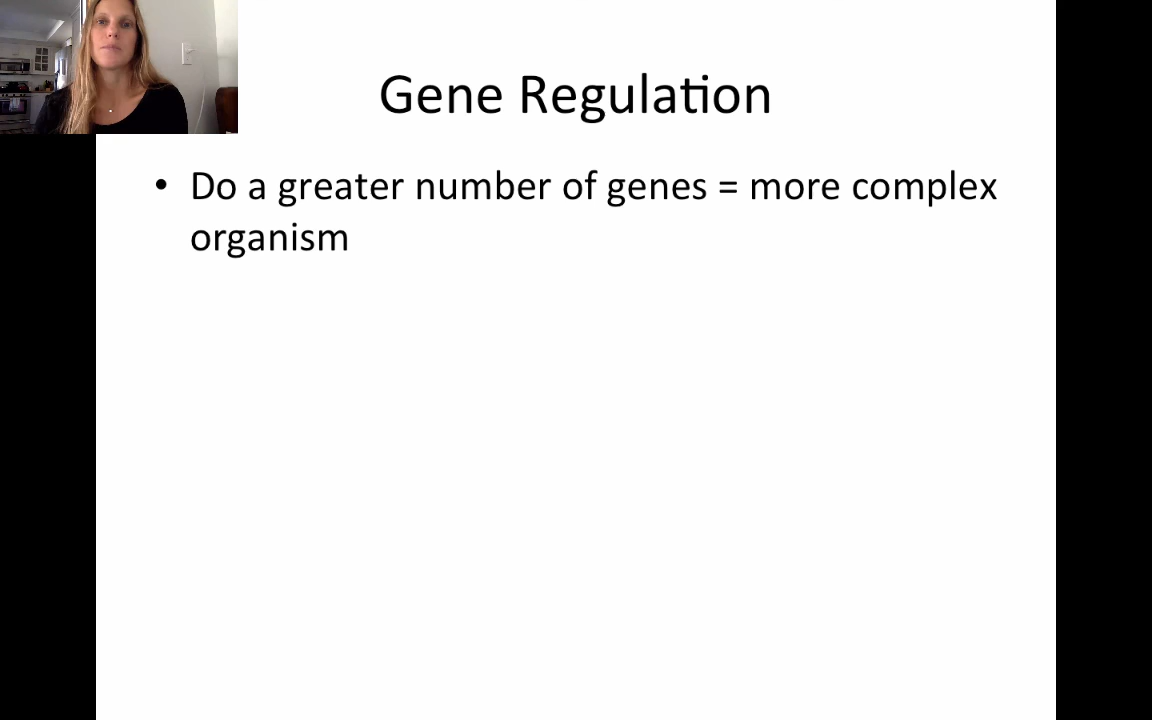 Gene Regulation
• Do a greater number of genes = more complex
organism